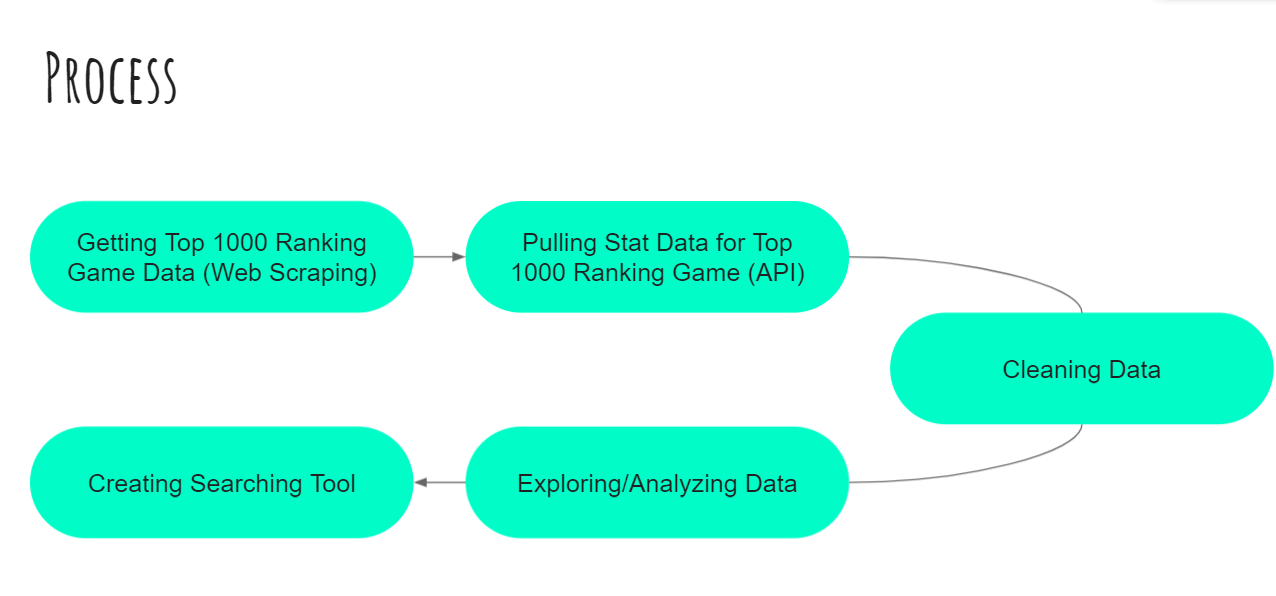 Process
Getting Top 1000 Ranking
Game Data (Web Scraping)
Pulling Stat Data for Top
1000 Ranking Game (API)
Cleaning Data
Exploring/Analyzing Data
Creating Searching Tool